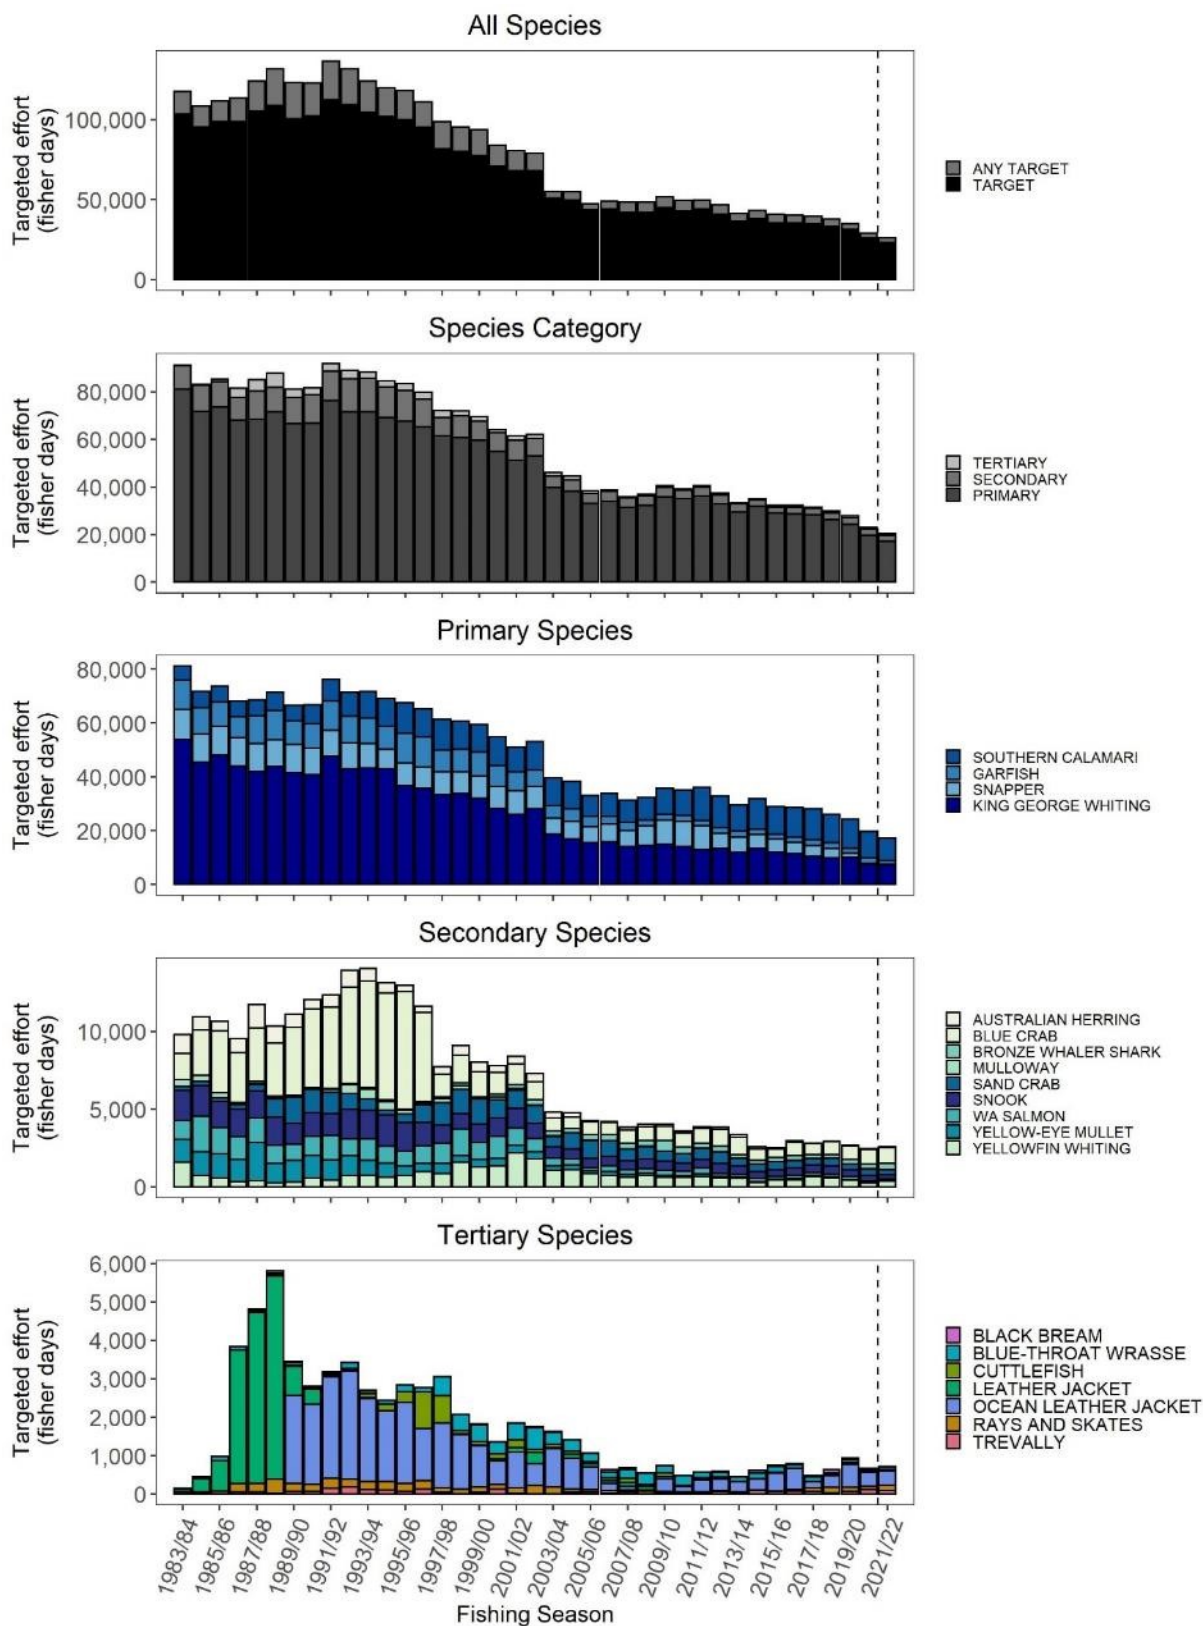 All Species
Targeted effort
(fisher days)
100,000
50,000
0
ANY TARGET
TARGET
Species Category
Targeted effort
(fisher days)
80,000
60,000
40,000
20,000
0
TERTIARY
SECONDARY
PRIMARY
Primary Species
Targeted effort
(fisher days)
80,000
60,000
40,000
20,000
0
SOUTHERN CALAMARI
GARFISH
SNAPPER
KING GEORGE WHITING
Secondary Species
Targeted effort
(fisher days)
10,000
5,000
0
AUSTRALIAN HERRING
BLUE CRAB
BRONZE WHALER SHARK
MULLOWAY
SAND CRAB
SNOOK
WA SALMON
YELLOW-EYE MULLET
YELLOWFIN WHITING
Tertiary Species
Targeted effort
(fisher days)
6,000
5,000
4,000
3,000
2,000
1,000
0
BLACK BREAM
BLUE-THROAT WRASSE
CUTTLEFISH
LEATHER JACKET
OCEAN LEATHER JACKET
RAYS AND SKATES
TREVALLY
1983/84
1985/86
1987/88
1989/90
1991/92
1993/94
1995/96
1997/98
1999/00
2001/02
2003/04
2005/06
2007/08
2009/10
2011/12
2013/14
2015/16
2017/18
2019/20
2021/22
Fishing Season